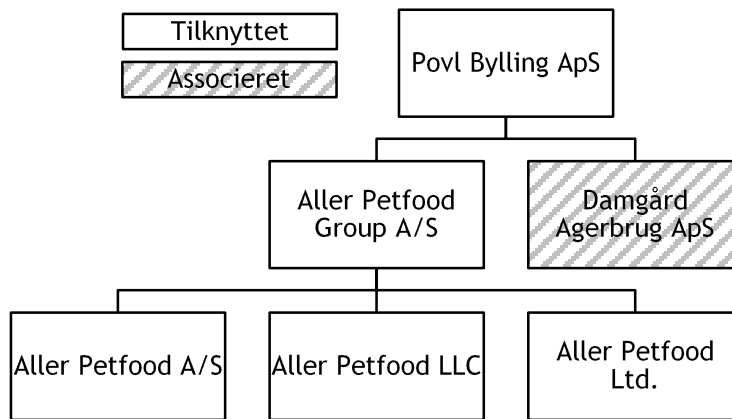 Tilknyttet
Associeret
Povl Bylling ApS
Aller Petfood
Group A/S
Damgård
Agerbrug ApS
Aller Petfood A/S
Aller Petfood LLC
Aller Petfood
Ltd.